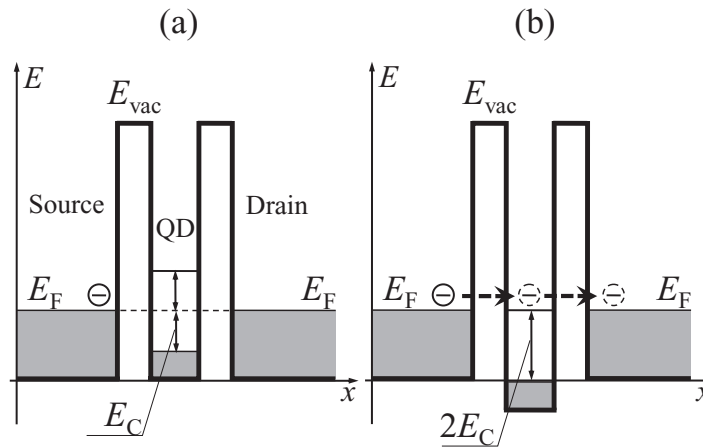 (a)
E
E_vac
Source
QD
Drain
E_F
E_F
x
E_C
(b)
E
E_vac
E_F
E_F
x
2E_C